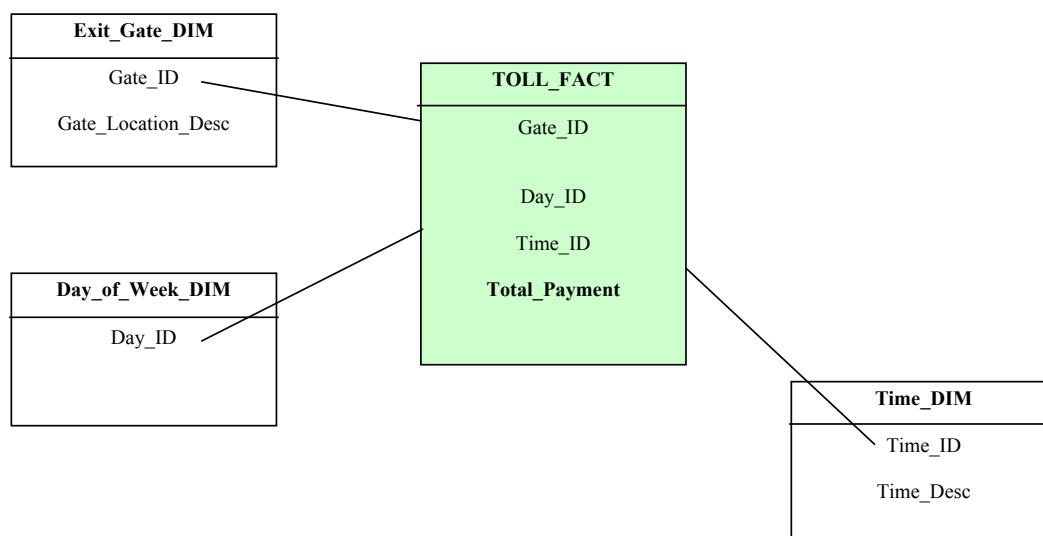 Exit_Gate_DIM
Gate_ID
Gate_Location_Desc
TOLL_FACT
Gate_ID
Day_ID
Time_ID
Total_Payment
Day_of_Week_DIM
Day_ID
Time_DIM
Time_ID
Time_Desc